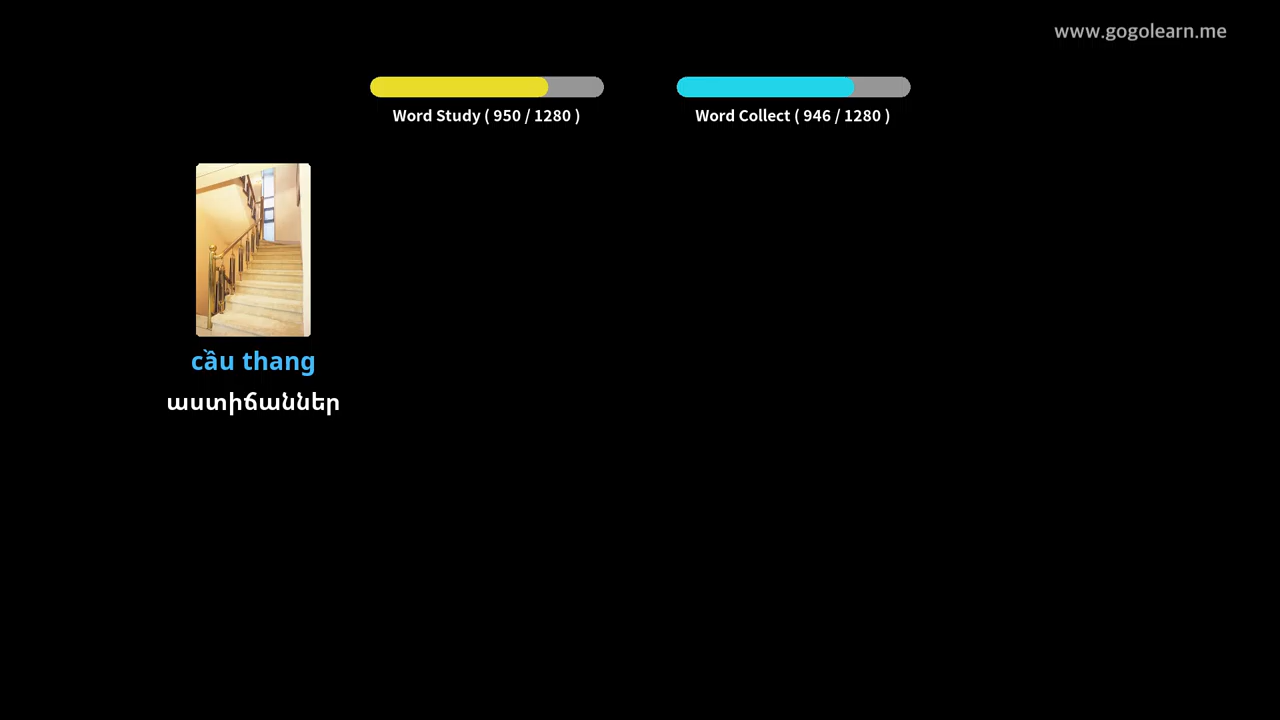 www.gogolearn.me
Word Study ( 950 / 1280 )
Word Collect ( 946 / 1280 )
cầu thang
աստիճաններ